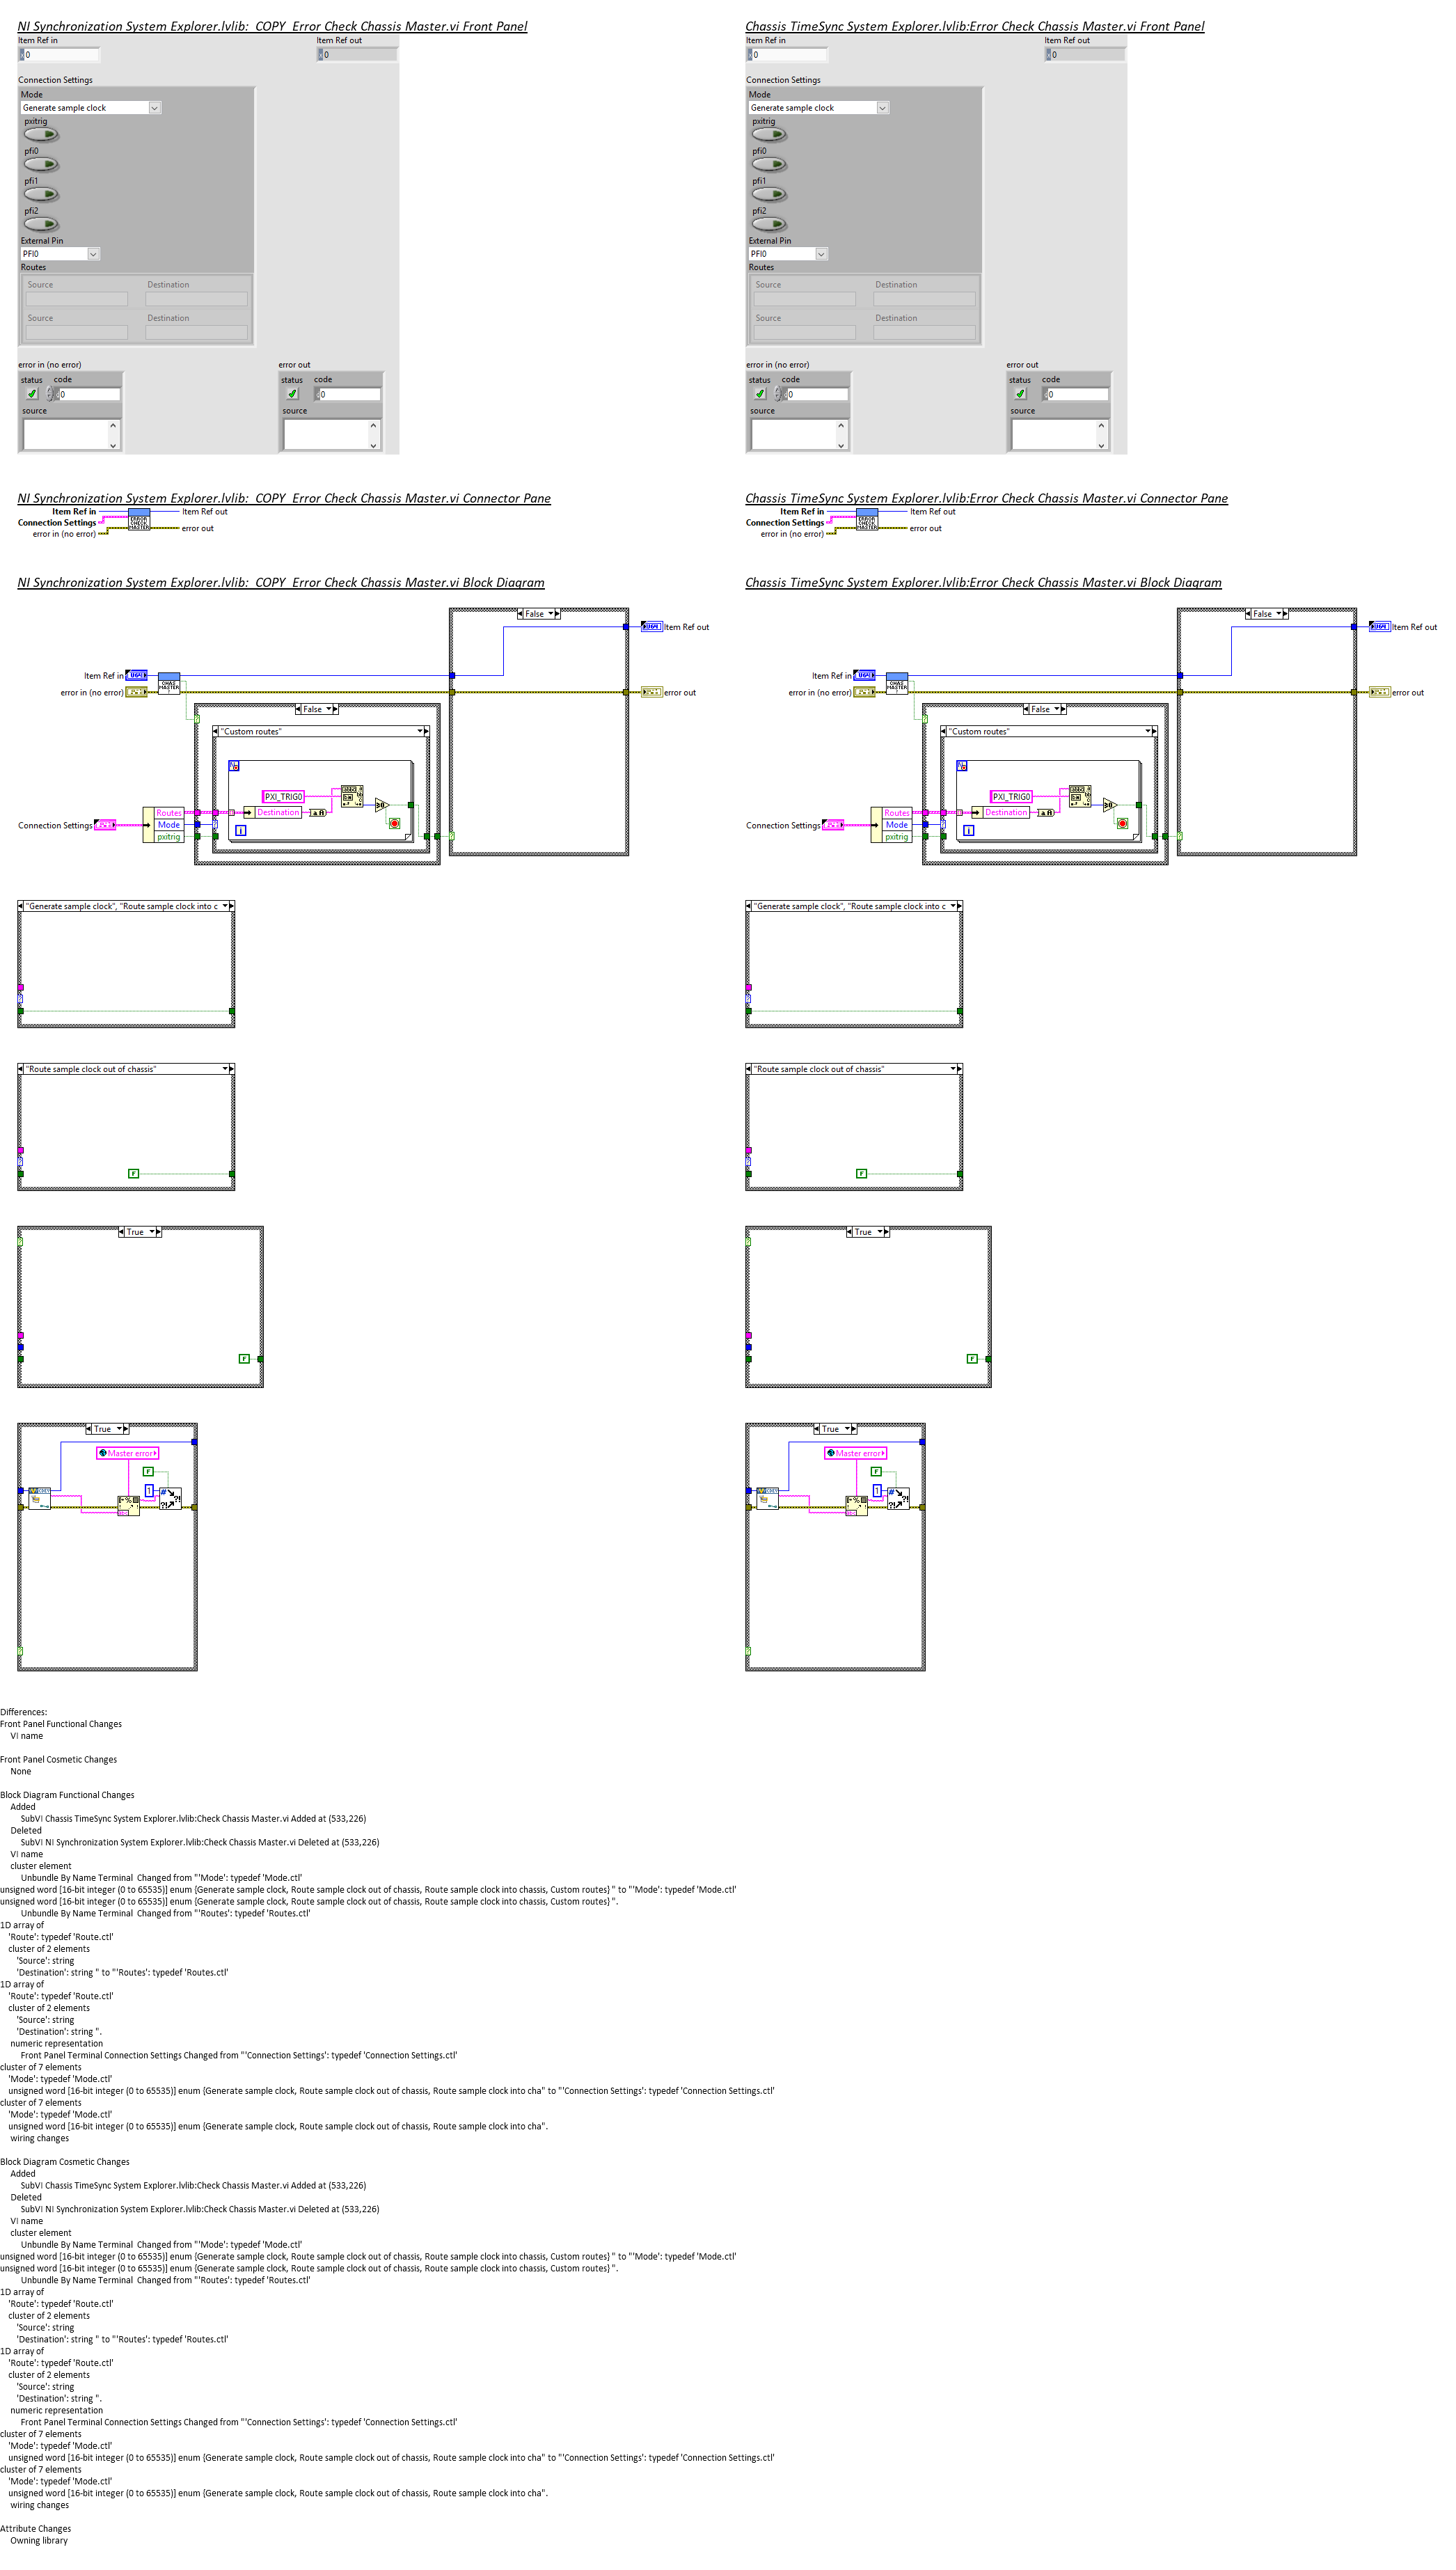 NI Synchronization System Explorer.lvlib:  COPY  Error Check Chassis Master.vi Front Panel
Item Ref in
Item Ref out
0
0
Connection Settings
Mode
Generate sample clock
pxitrig
pfi0
pfi1
pfi2
External Pin
PFI0
Routes
Source
Destination
Source
Destination
error in (no error)
error out
status
code
status
code
0
0
source
source
Chassis TimeSync System Explorer.lvlib:Error Check Chassis Master.vi Front Panel
Item Ref in
Item Ref out
0
0
Connection Settings
Mode
Generate sample clock
pxitrig
pfi0
pfi1
pfi2
External Pin
PFI0
Routes
Source
Destination
Source
Destination
error in (no error)
error out
status
code
status
code
0
0
source
source
NI Synchronization System Explorer.lvlib:  COPY  Error Check Chassis Master.vi Connector Pane
Item Ref in
Item Ref out
Connection Settings
ERROR
CHECK
MASTER
error out
error in (no error)
Chassis TimeSync System Explorer.lvlib:Error Check Chassis Master.vi Connector Pane
Item Ref in
Item Ref out
Connection Settings
ERROR
CHECK
MASTER
error out
error in (no error)
NI Synchronization System Explorer.lvlib:  COPY  Error Check Chassis Master.vi Block Diagram
False
Item Ref out
Item Ref in
error in (no error)
CHAS
MASTER
?
error out
False
"Custom routes"
N
PXI_TRIG0
Routes
Destination
Connection Settings
Mode
i
pxitrig
Chassis TimeSync System Explorer.lvlib:Error Check Chassis Master.vi Block Diagram
False
Item Ref out
Item Ref in
error in (no error)
CHAS
MASTER
?
error out
False
"Custom routes"
N
PXI_TRIG0
Routes
Destination
Connection Settings
Mode
i
pxitrig
"Generate sample clock", "Route sample clock into c
"Generate sample clock", "Route sample clock into c
"Route sample clock out of chassis"
F
"Route sample clock out of chassis"
F
True
F
True
F
True
Master error
F
1
True
Master error
F
1
Differences:
Front Panel Functional Changes
VI name
Front Panel Cosmetic Changes
None
Block Diagram Functional Changes
Added
SubVI Chassis TimeSync System Explorer.lvlib:Check Chassis Master.vi Added at (533,226)
Deleted
SubVI NI Synchronization System Explorer.lvlib:Check Chassis Master.vi Deleted at (533,226)
VI name
cluster element
Unbundle By Name Terminal  Changed from "'Mode': typedef 'Mode.ctl'
unsigned word [16-bit integer (0 to 65535)] enum {Generate sample clock, Route sample clock out of chassis, Route sample clock into chassis, Custom routes} " to "'Mode': typedef 'Mode.ctl'
unsigned word [16-bit integer (0 to 65535)] enum {Generate sample clock, Route sample clock out of chassis, Route sample clock into chassis, Custom routes} ".
Unbundle By Name Terminal  Changed from "'Routes': typedef 'Routes.ctl'
1D array of
'Route': typedef 'Route.ctl'
cluster of 2 elements
'Source': string
'Destination': string " to "'Routes': typedef 'Routes.ctl'
1D array of
'Route': typedef 'Route.ctl'
cluster of 2 elements
'Source': string
'Destination': string ".
numeric representation
Front Panel Terminal Connection Settings Changed from "'Connection Settings': typedef 'Connection Settings.ctl'
cluster of 7 elements
'Mode': typedef 'Mode.ctl'
unsigned word [16-bit integer (0 to 65535)] enum {Generate sample clock, Route sample clock out of chassis, Route sample clock into cha" to "'Connection Settings': typedef 'Connection Settings.ctl'
cluster of 7 elements
'Mode': typedef 'Mode.ctl'
unsigned word [16-bit integer (0 to 65535)] enum {Generate sample clock, Route sample clock out of chassis, Route sample clock into cha".
wiring changes
Block Diagram Cosmetic Changes
Added
SubVI Chassis TimeSync System Explorer.lvlib:Check Chassis Master.vi Added at (533,226)
Deleted
SubVI NI Synchronization System Explorer.lvlib:Check Chassis Master.vi Deleted at (533,226)
VI name
cluster element
Unbundle By Name Terminal  Changed from "'Mode': typedef 'Mode.ctl'
unsigned word [16-bit integer (0 to 65535)] enum {Generate sample clock, Route sample clock out of chassis, Route sample clock into chassis, Custom routes} " to "'Mode': typedef 'Mode.ctl'
unsigned word [16-bit integer (0 to 65535)] enum {Generate sample clock, Route sample clock out of chassis, Route sample clock into chassis, Custom routes} ".
Unbundle By Name Terminal  Changed from "'Routes': typedef 'Routes.ctl'
1D array of
'Route': typedef 'Route.ctl'
cluster of 2 elements
'Source': string
'Destination': string " to "'Routes': typedef 'Routes.ctl'
1D array of
'Route': typedef 'Route.ctl'
cluster of 2 elements
'Source': string
'Destination': string ".
numeric representation
Front Panel Terminal Connection Settings Changed from "'Connection Settings': typedef 'Connection Settings.ctl'
cluster of 7 elements
'Mode': typedef 'Mode.ctl'
unsigned word [16-bit integer (0 to 65535)] enum {Generate sample clock, Route sample clock out of chassis, Route sample clock into cha" to "'Connection Settings': typedef 'Connection Settings.ctl'
cluster of 7 elements
'Mode': typedef 'Mode.ctl'
unsigned word [16-bit integer (0 to 65535)] enum {Generate sample clock, Route sample clock out of chassis, Route sample clock into cha".
wiring changes
Attribute Changes
Owning library